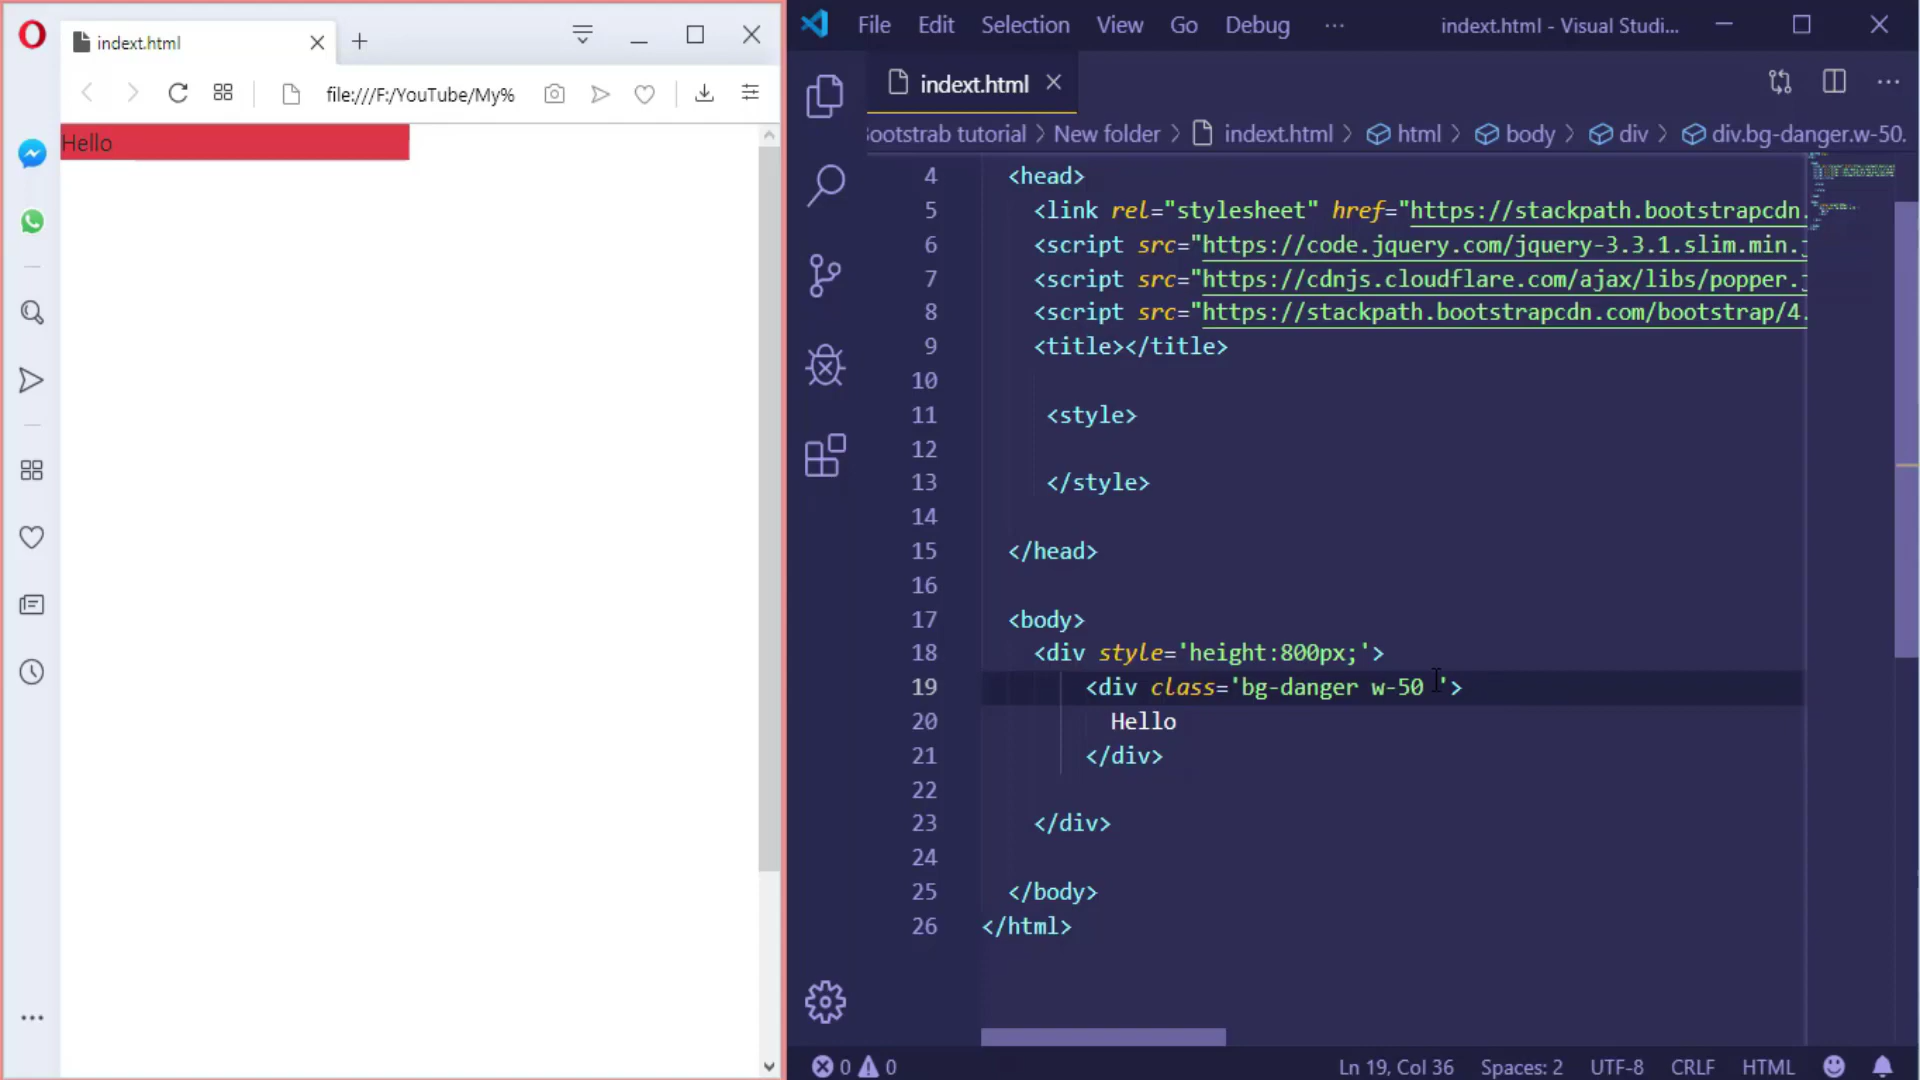 indext.html
file:///F:/YouTube/My%
Hello
File Edit Selection View Go Debug ··· indext.html - Visual Studi...
indext.html
ootstrab tutorial > New folder > indext.html > html > body > div > div.bg-danger.w-50.
4 <head>
5 <link rel="stylesheet" href="https://stackpath.bootstrapcdn.
6 <script src="https://code.jquery.com/jquery-3.3.1.slim.min.j
7 <script src="https://cdnjs.cloudflare.com/ajax/libs/popper.j
8 <script src="https://stackpath.bootstrapcdn.com/bootstrap/4.
9 <title></title>
10
11 <style>
12
13 </style>
14
15 </head>
16
17 <body>
18 <div style='height:800px;'>
19 <div class='bg-danger w-50 '>
20 Hello
21 </div>
22
23 </div>
24
25 </body>
26 </html>
0 0 Ln 19, Col 36 Spaces: 2 UTF-8 CRLF HTML